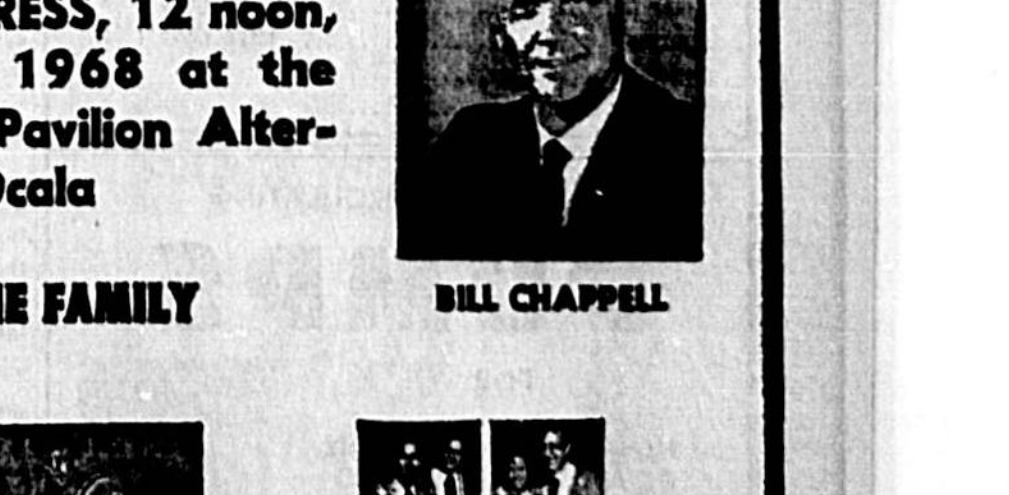 RESS, 12 noon,
1968 at the
Pavilion Alter-
Ocala
E FAMILY
BILL CHAPPELL